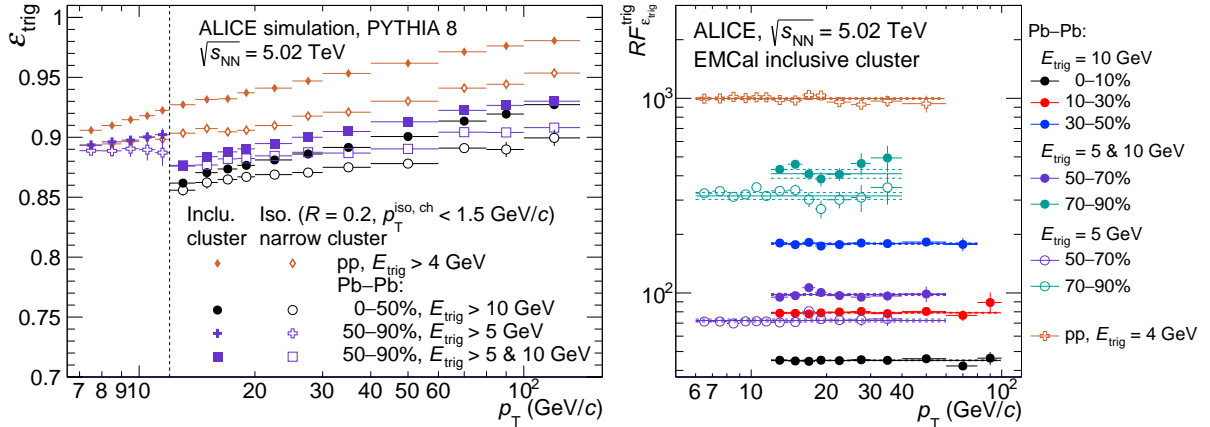 ε_trig
1
0.95
0.9
0.85
0.8
0.75
0.7
ALICE simulation, PYTHIA 8
√s_NN = 5.02 TeV
Inclu. Iso. (R = 0.2, p_T^iso, ch < 1.5 GeV/c)
cluster narrow cluster
pp, E_trig > 4 GeV
Pb–Pb:
0–50%, E_trig > 10 GeV
50–90%, E_trig > 5 GeV
50–90%, E_trig > 5 & 10 GeV
7 8 9 10 20 30 40 50 60 10²
p_T (GeV/c)
RF^trig_ε_trig
10³
10²
ALICE, √s_NN = 5.02 TeV
EMCal inclusive cluster
6 7 10 20 30 40 10²
p_T (GeV/c)
Pb–Pb:
E_trig = 10 GeV
0–10%
10–30%
30–50%
E_trig = 5 & 10 GeV
50–70%
70–90%
E_trig = 5 GeV
50–70%
70–90%
pp, E_trig = 4 GeV